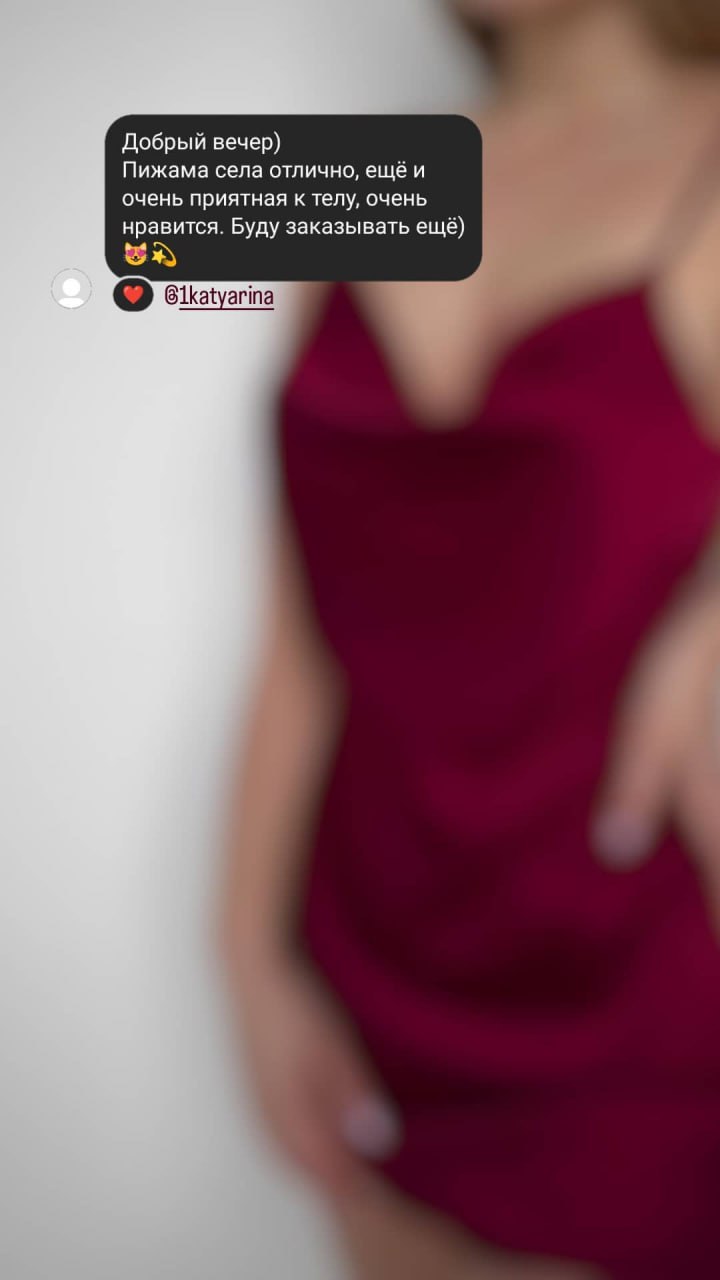 Добрый вечер)
Пижама села отлично, ещё и
очень приятная к телу, очень
нравится. Буду заказывать ещё)
😻💫
❤️ @1katyarina